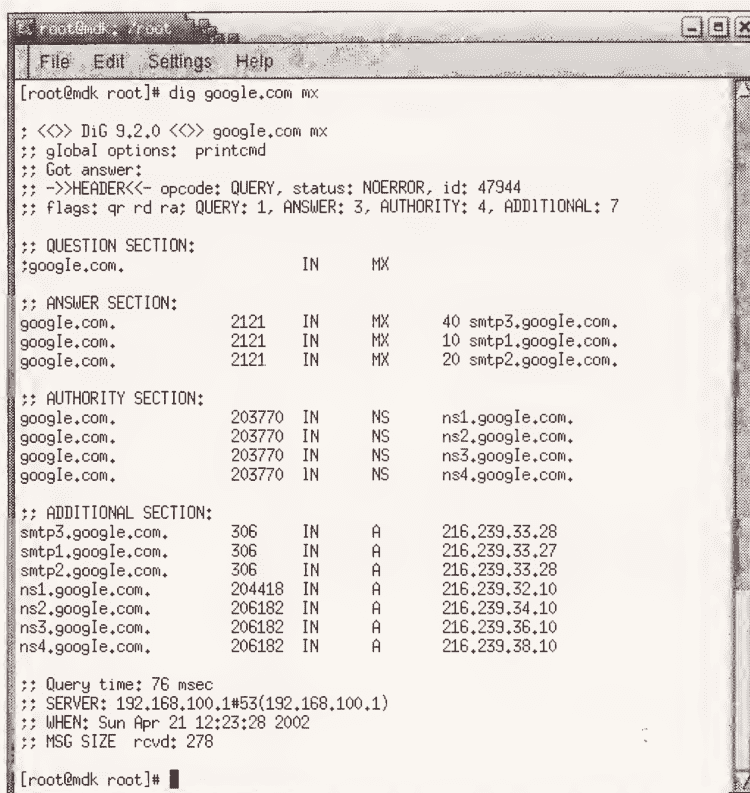 root@mdk: /root
File Edit Settings Help
[root@mdk root]# dig google.com mx
; <<>> DiG 9.2.0 <<>> google.com mx
;; global options: printcmd
;; Got answer:
;; ->>HEADER<<- opcode: QUERY, status: NOERROR, id: 47944
;; flags: qr rd ra; QUERY: 1, ANSWER: 3, AUTHORITY: 4, ADDITIONAL: 7
;; QUESTION SECTION:
;google.com. IN MX
;; ANSWER SECTION:
google.com. 2121 IN MX 40 smtp3.google.com.
google.com. 2121 IN MX 10 smtp1.google.com.
google.com. 2121 IN MX 20 smtp2.google.com.
;; AUTHORITY SECTION:
google.com. 203770 IN NS ns1.google.com.
google.com. 203770 IN NS ns2.google.com.
google.com. 203770 IN NS ns3.google.com.
google.com. 203770 IN NS ns4.google.com.
;; ADDITIONAL SECTION:
smtp3.google.com. 306 IN A 216.239.33.28
smtp1.google.com. 306 IN A 216.239.33.27
smtp2.google.com. 306 IN A 216.239.33.28
ns1.google.com. 204418 IN A 216.239.32.10
ns2.google.com. 206182 IN A 216.239.34.10
ns3.google.com. 206182 IN A 216.239.36.10
ns4.google.com. 206182 IN A 216.239.38.10
;; Query time: 76 msec
;; SERVER: 192.168.100.1#53(192.168.100.1)
;; WHEN: Sun Apr 21 12:23:28 2002
;; MSG SIZE rcvd: 278
[root@mdk root]#